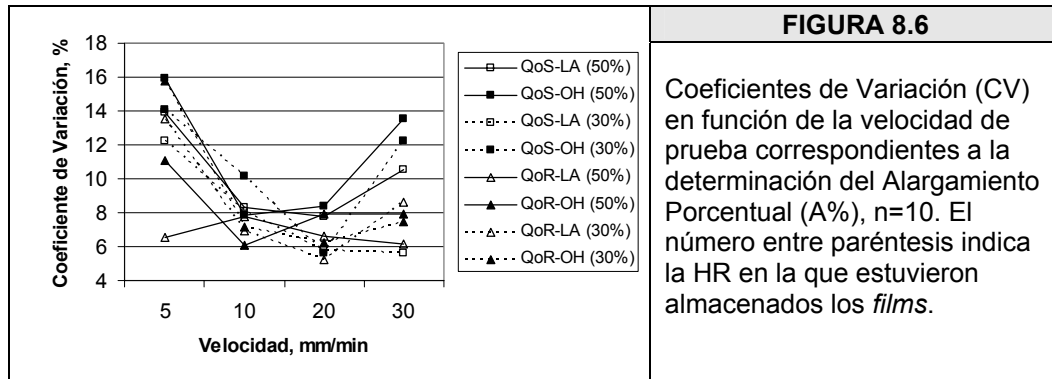 18
16
14
12
10
8
6
4
5 10 20 30
Coeficiente de Variación, %
Velocidad, mm/min
QoS-LA (50%)
QoS-OH (50%)
QoS-LA (30%)
QoS-OH (30%)
QoR-LA (50%)
QoR-OH (50%)
QoR-LA (30%)
QoR-OH (30%)
FIGURA 8.6
Coeficientes de Variación (CV)
en función de la velocidad de
prueba correspondientes a la
determinación del Alargamiento
Porcentual (A%), n=10. El
número entre paréntesis indica
la HR en la que estuvieron
almacenados los films.